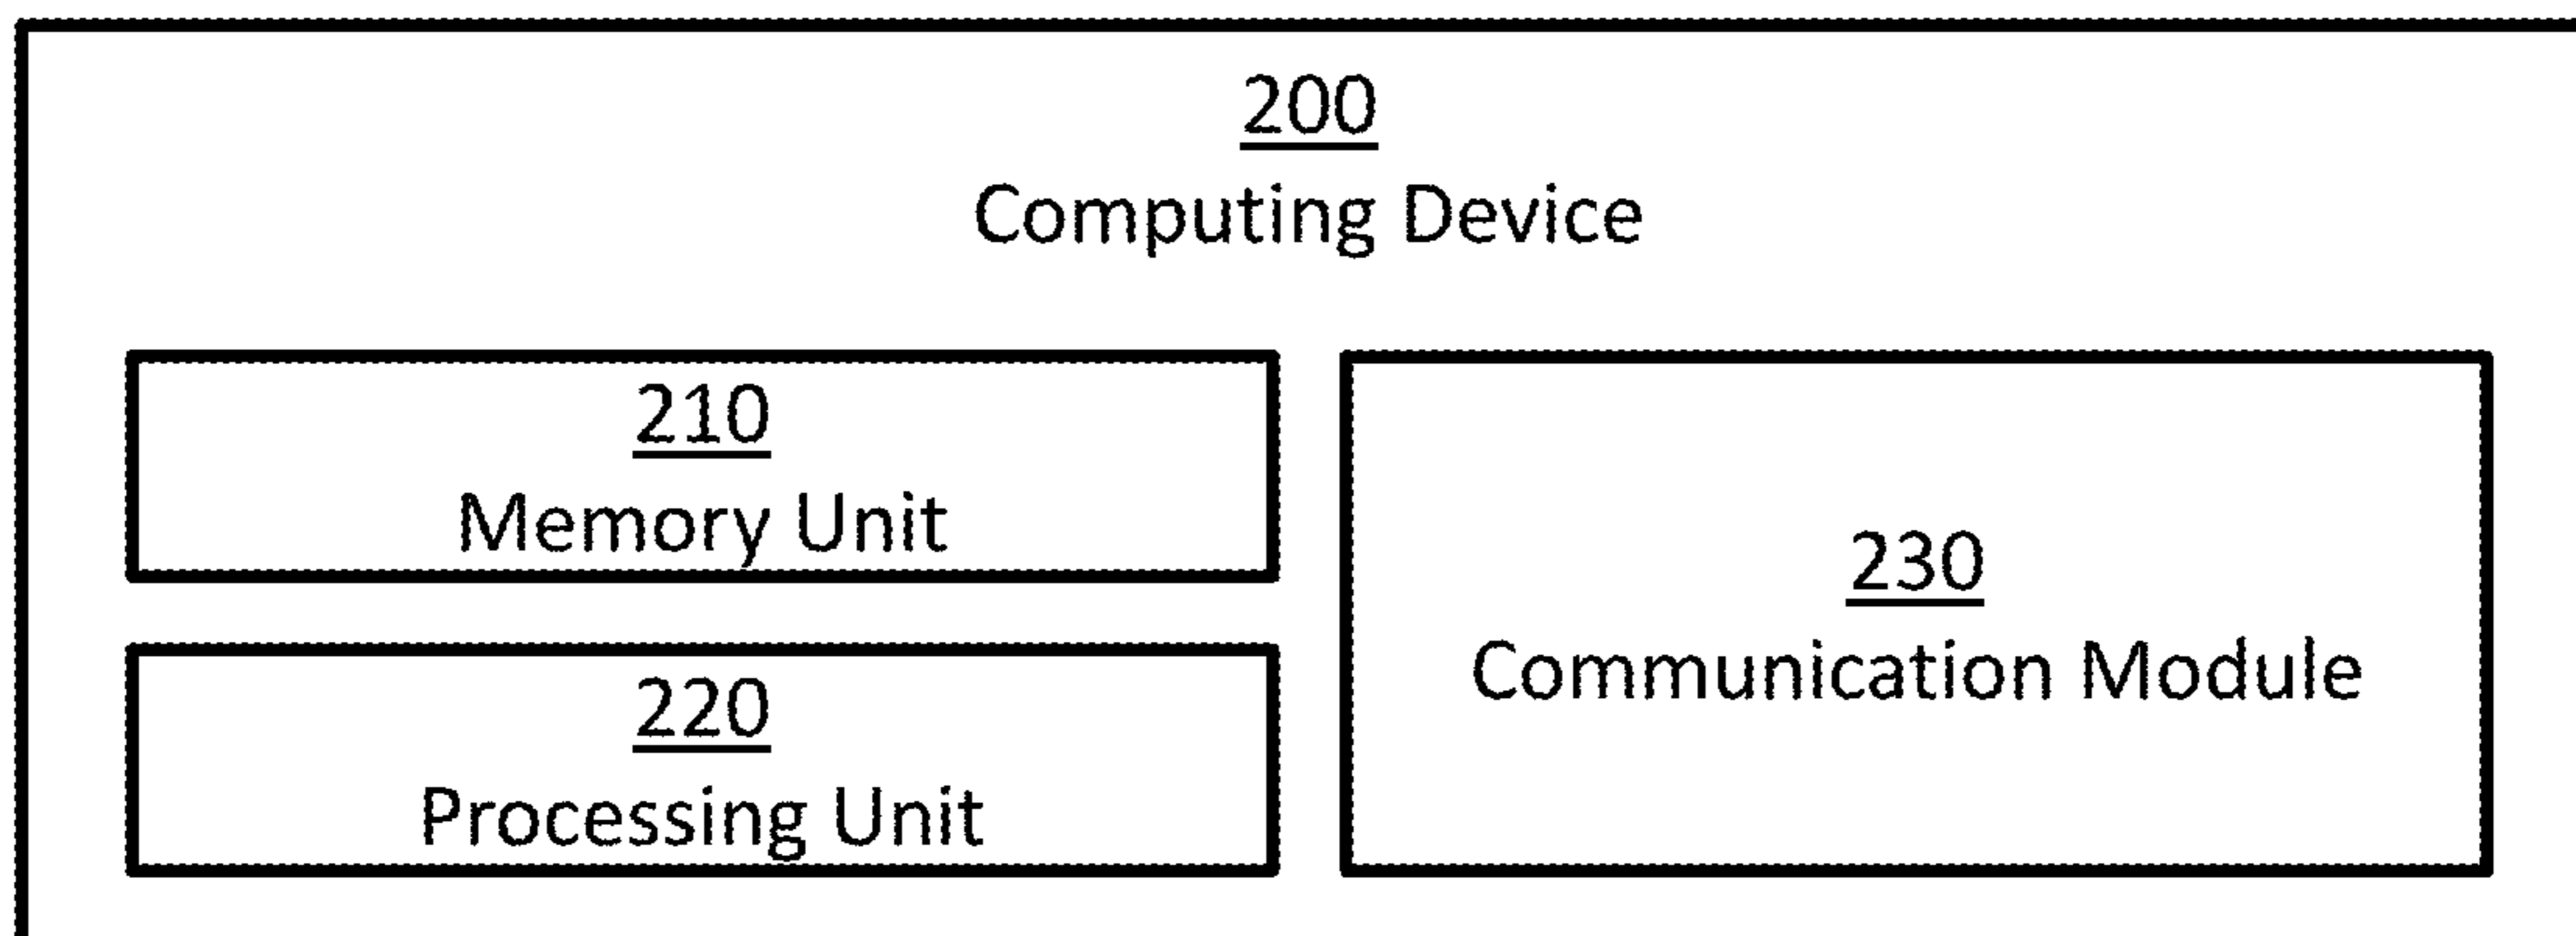 200
Computing Device
210
Memory Unit
220
Processing Unit
230
Communication Module